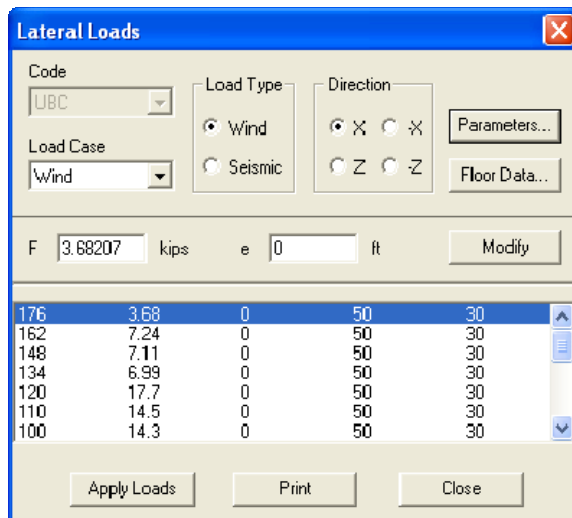 Lateral Loads
Code
UBC
Load Case
Wind
Load Type
Wind
Seismic
Direction
X -X
Z -Z
Parameters...
Floor Data...
F 3.68207 kips e 0 ft Modify
176 3.68 0 50 30
162 7.24 0 50 30
148 7.11 0 50 30
134 6.99 0 50 30
120 17.7 0 50 30
110 14.5 0 50 30
100 14.3 0 50 30
Apply Loads Print Close